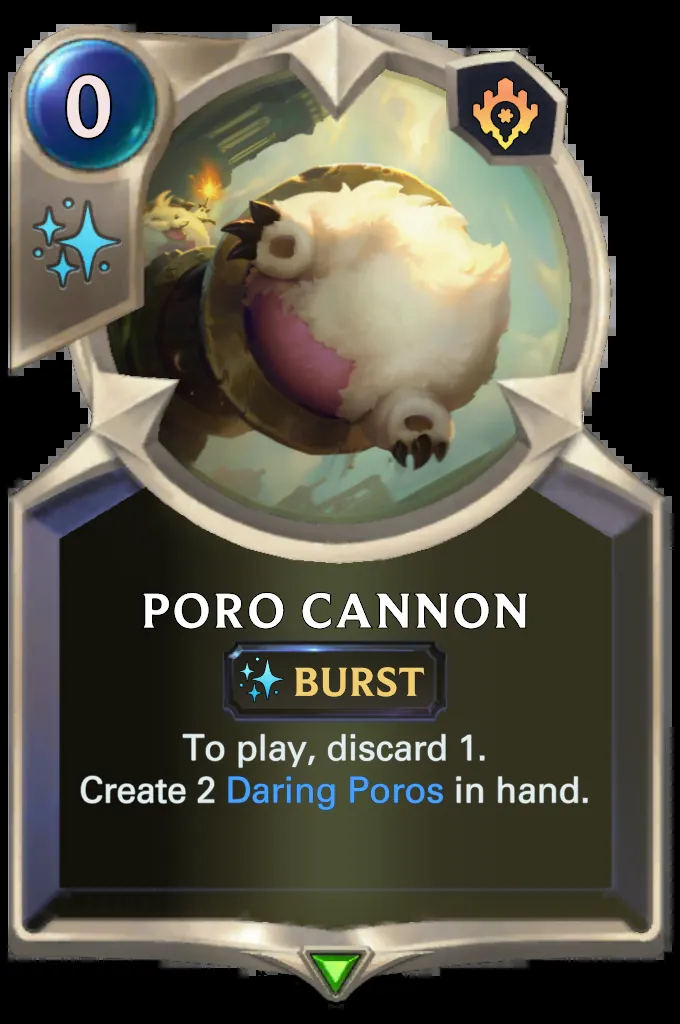 0
PORO CANNON
BURST
To play, discard 1.
Create 2 Daring Poros in hand.